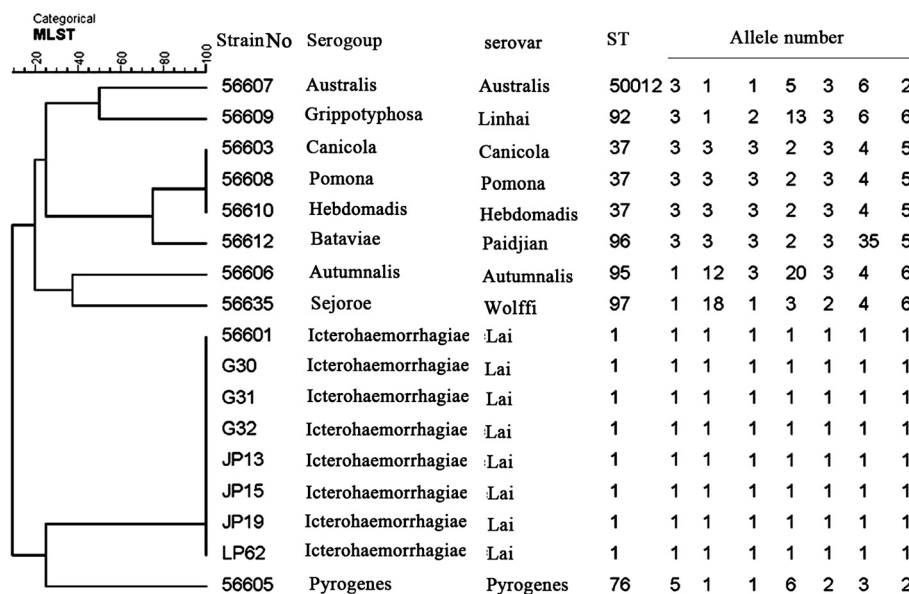 Categorical
MLST
20 40 60 80 100
Strain No Serogoup serovar ST Allele number
56607 Australis Australis 50012 3 1 1 5 3 6 2
56609 Grippotyphosa Linhai 92 3 1 2 13 3 6 6
56603 Canicola Canicola 37 3 3 3 2 3 4 5
56608 Pomona Pomona 37 3 3 3 2 3 4 5
56610 Hebdomadis Hebdomadis 37 3 3 3 2 3 4 5
56612 Bataviae Paidjian 96 3 3 3 2 3 35 5
56606 Autumnalis Autumnalis 95 1 12 3 20 3 4 6
56635 Sejoroe Wolffi 97 1 18 1 3 2 4 6
56601 Icterohaemorrhagiae Lai 1 1 1 1 1 1 1 1
G30 Icterohaemorrhagiae Lai 1 1 1 1 1 1 1 1
G31 Icterohaemorrhagiae Lai 1 1 1 1 1 1 1 1
G32 Icterohaemorrhagiae Lai 1 1 1 1 1 1 1 1
JP13 Icterohaemorrhagiae Lai 1 1 1 1 1 1 1 1
JP15 Icterohaemorrhagiae Lai 1 1 1 1 1 1 1 1
JP19 Icterohaemorrhagiae Lai 1 1 1 1 1 1 1 1
LP62 Icterohaemorrhagiae Lai 1 1 1 1 1 1 1 1
56605 Pyrogenes Pyrogenes 76 5 1 1 6 2 3 2